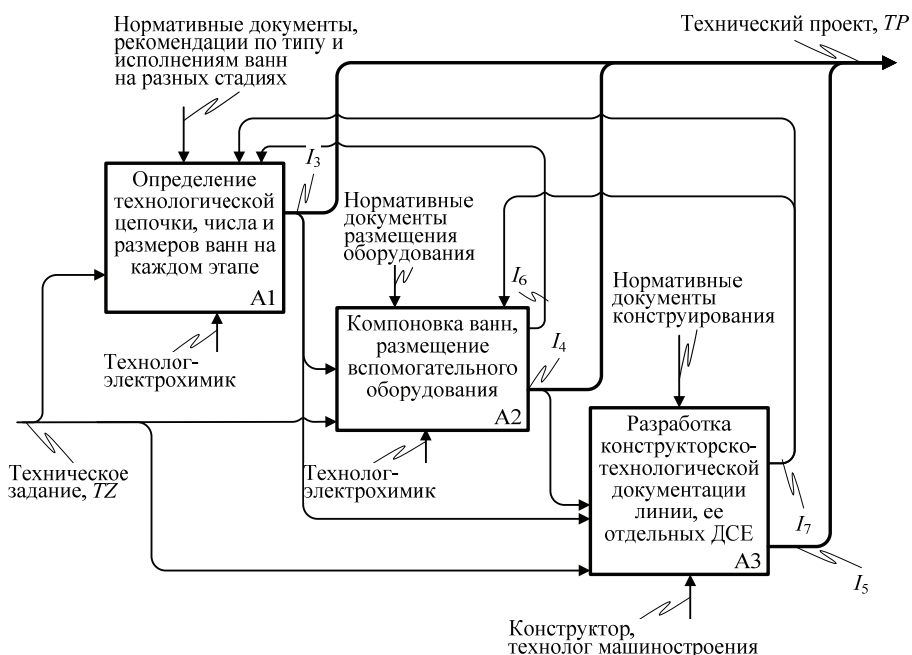 Нормативные документы,
рекомендации по типу и
исполнениям ванн
на разных стадиях
Технический проект, TP
I3
Определение
технологической
цепочки, числа и
размеров ванн на
каждом этапе
A1
Нормативные
документы
размещения
оборудования
I6
Нормативные
документы
конструирования
Технолог-
электрохимик
Компоновка ванн,
размещение
вспомогательного
оборудования
A2
I4
Техническое
задание, TZ
Технолог-
электрохимик
Разработка
конструкторско-
технологической
документации
линии, ее
отдельных ДСЕ
A3
I7
I5
Конструктор,
технолог машиностроения